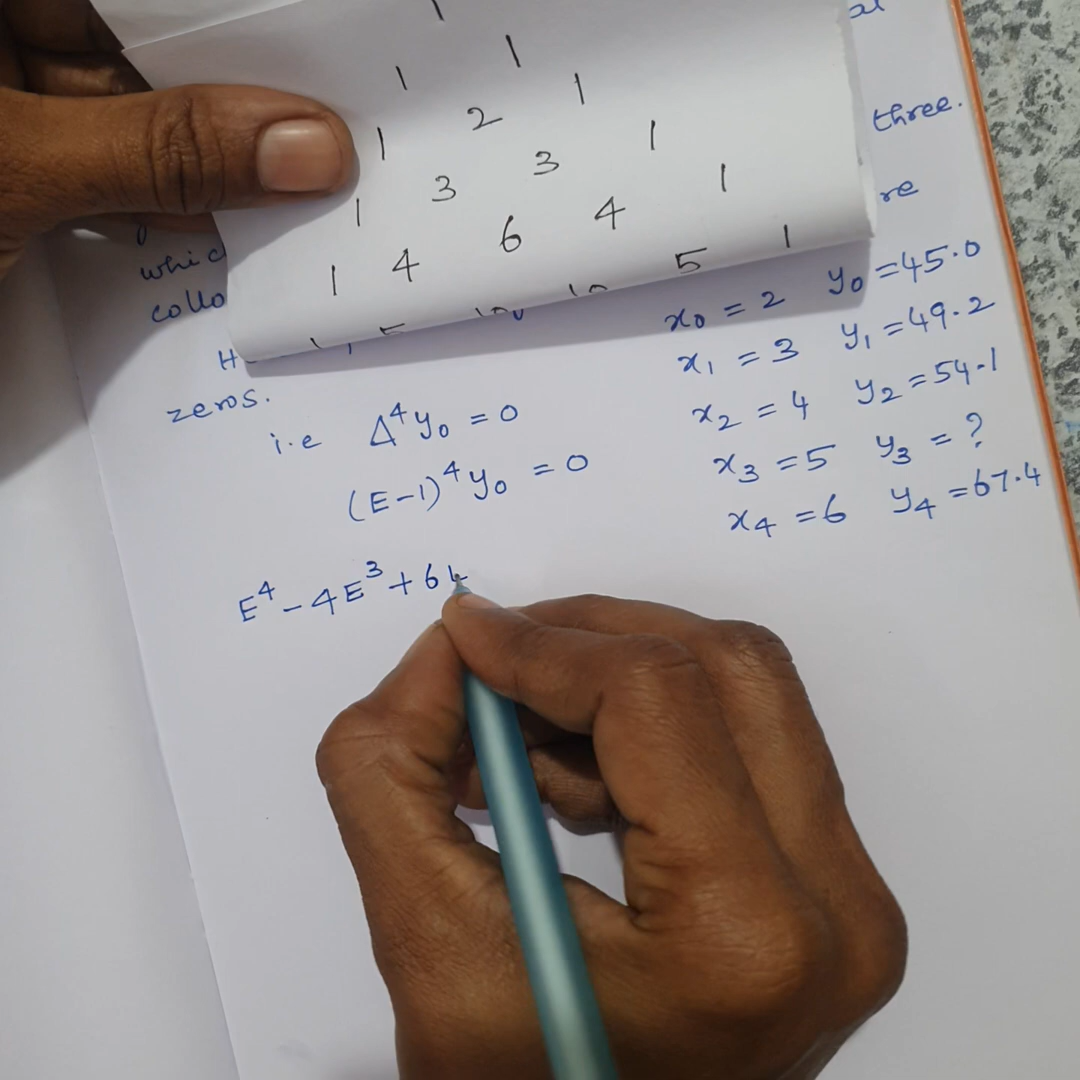 1
1 1
1 2 1
1 3 3 1
1 4 6 4 1
5 1
three.
re
whic
collo
zeros.
i.e Δ⁴y₀ = 0
(E-1)⁴y₀ = 0
E⁴ - 4E³ + 6
x₀ = 2 y₀ = 45.0
x₁ = 3 y₁ = 49.2
x₂ = 4 y₂ = 54.1
x₃ = 5 y₃ = ?
x₄ = 6 y₄ = 67.4